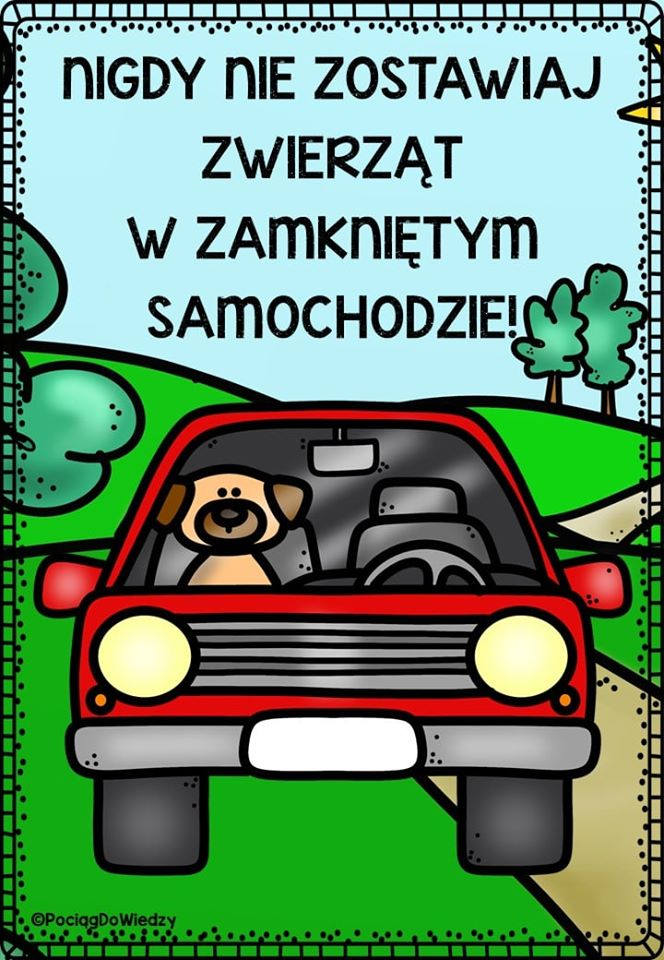 NIGDY NIE ZOSTAWIAJ
ZWIERZĄT
W ZAMKNIĘTYM
SAMOCHODZIE!
©PociągDoWiedzy